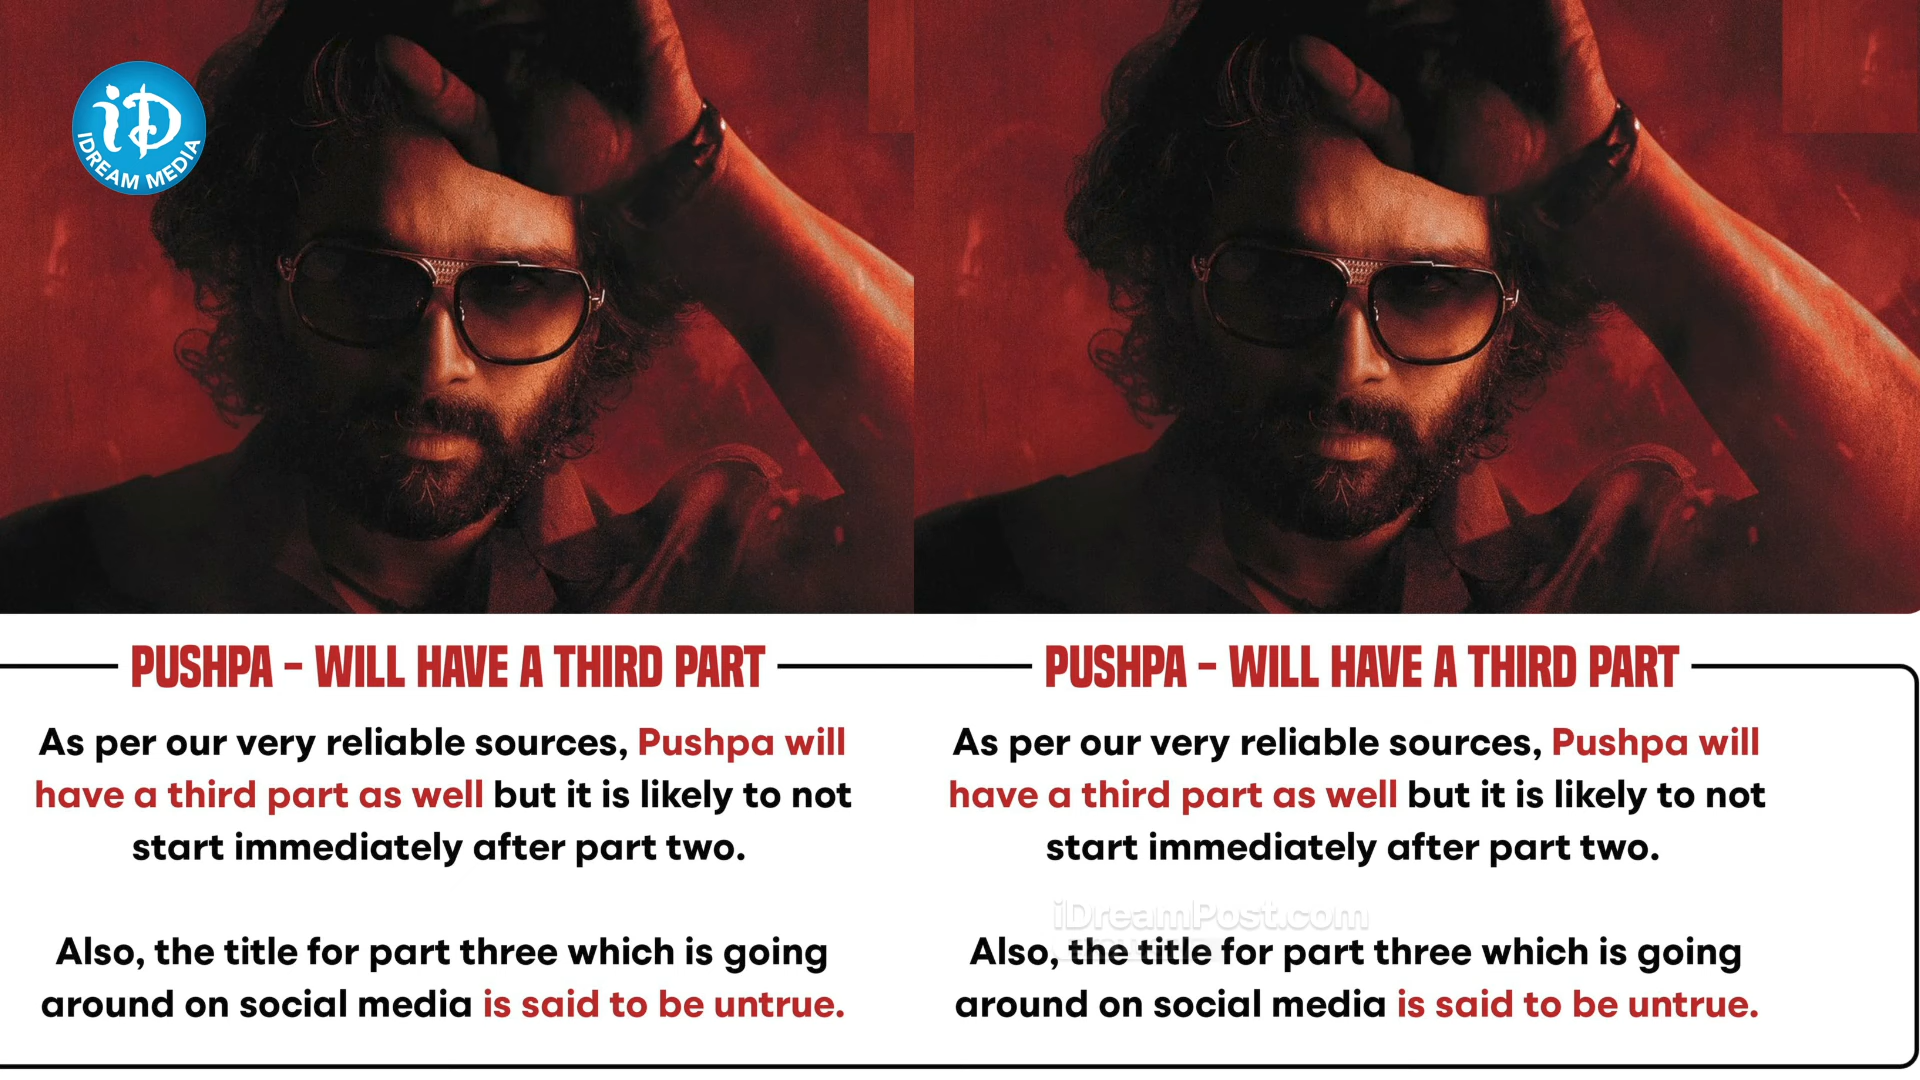 iD
IDREAM MEDIA
PUSHPA – WILL HAVE A THIRD PART
As per our very reliable sources, Pushpa will
have a third part as well but it is likely to not
start immediately after part two.
Also, the title for part three which is going
around on social media is said to be untrue.
PUSHPA – WILL HAVE A THIRD PART
As per our very reliable sources, Pushpa will
have a third part as well but it is likely to not
start immediately after part two.
iDreamPost.com
Also, the title for part three which is going
around on social media is said to be untrue.